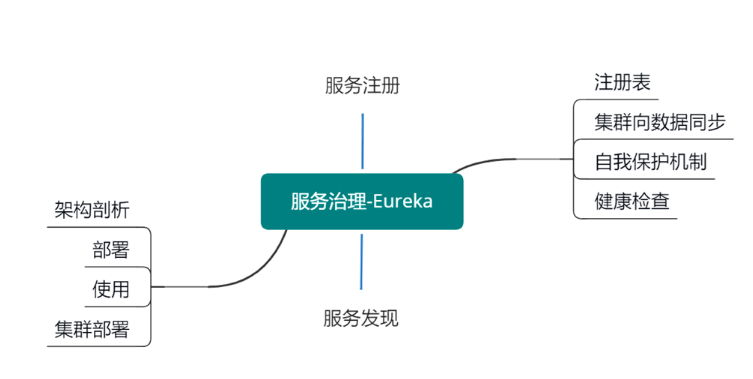 服务注册
注册表
集群向数据同步
自我保护机制
健康检查
服务治理-Eureka
架构剖析
部署
使用
集群部署
服务发现